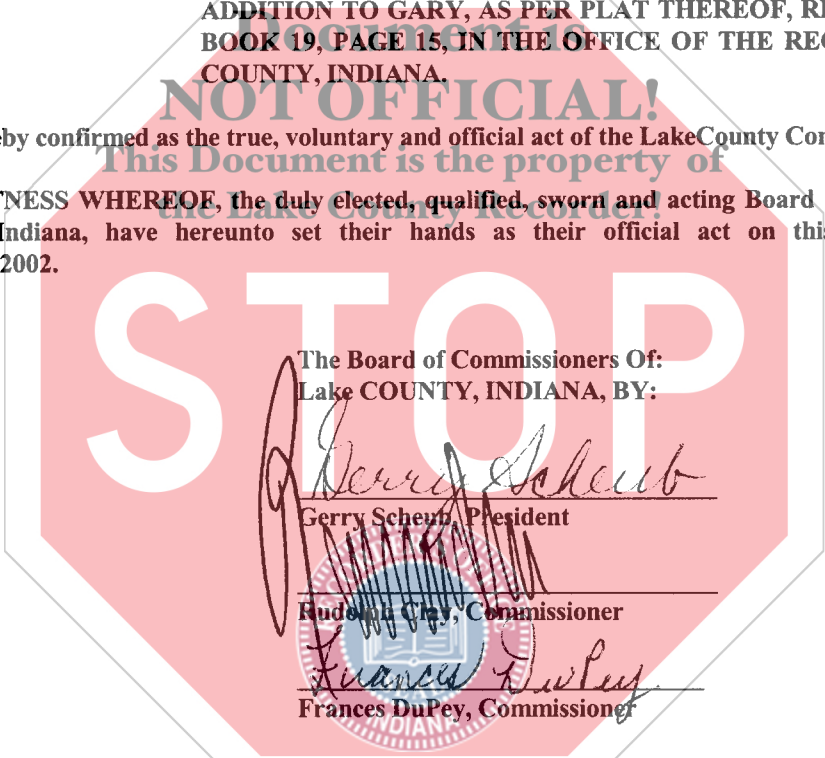 ADDITION TO GARY, AS PER PLAT THEREOF,
Document is
BOOK 19, PAGE 15, IN THE OFFICE OF THE
COUNTY, INDIANA.
NOT OFFICIAL!
by confirmed as the true, voluntary and official act of the LakeCounty
This Document is the property of
NESS WHEREOF, the duly elected, qualified, sworn and acting Board
the Lake County Recorder!
Indiana, have hereunto set their hands as their official act on this
2002.
STOP
The Board of Commissioners Of:
Lake COUNTY, INDIANA, BY:
Gerry Scheub
Gerry Scheub, President
Rudolph Clay, Commissioner
Frances DuPey
Frances DuPey, Commissioner
INDIANA